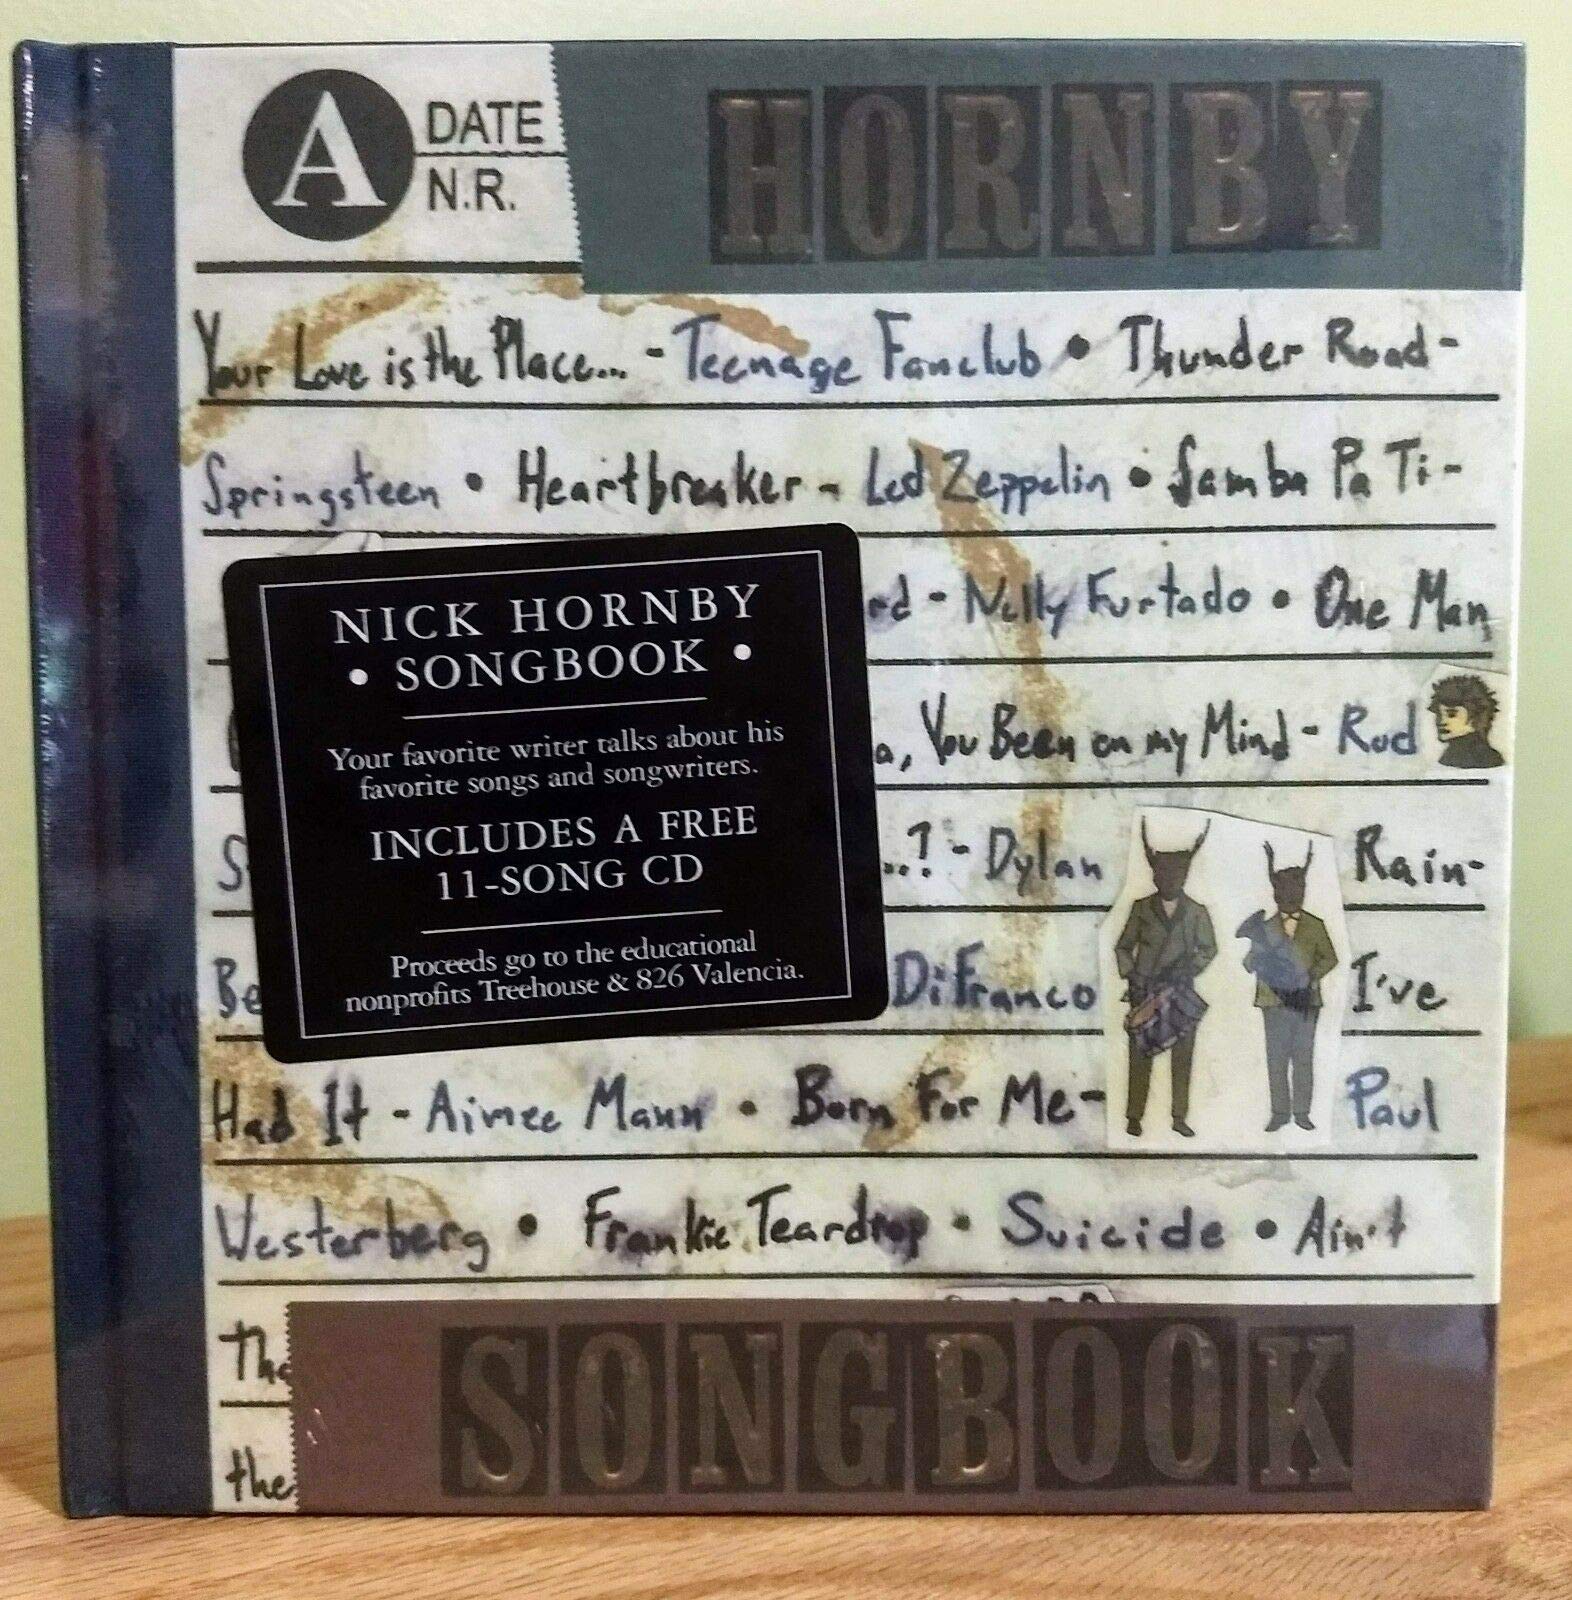 A DATE
N.R.
HORNBY
Your Love is the Place... - Teenage Fanclub • Thunder Road -
Springsteen • Heartbreaker - Led Zeppelin • Samba Pa Ti -
rd - Nelly Furtado • One Man
a, You Been on my Mind - Rod
S
...? - Dylan
Rain -
Be
DiFranco
I've
Had It - Aimee Mann • Born For Me - Paul
Westerberg • Frankie Teardrop • Suicide • Ain't
the
NICK HORNBY
• SONGBOOK •
Your favorite writer talks about his
favorite songs and songwriters.
INCLUDES A FREE
11-SONG CD
Proceeds go to the educational
nonprofits Treehouse & 826 Valencia.
SONGBOOK